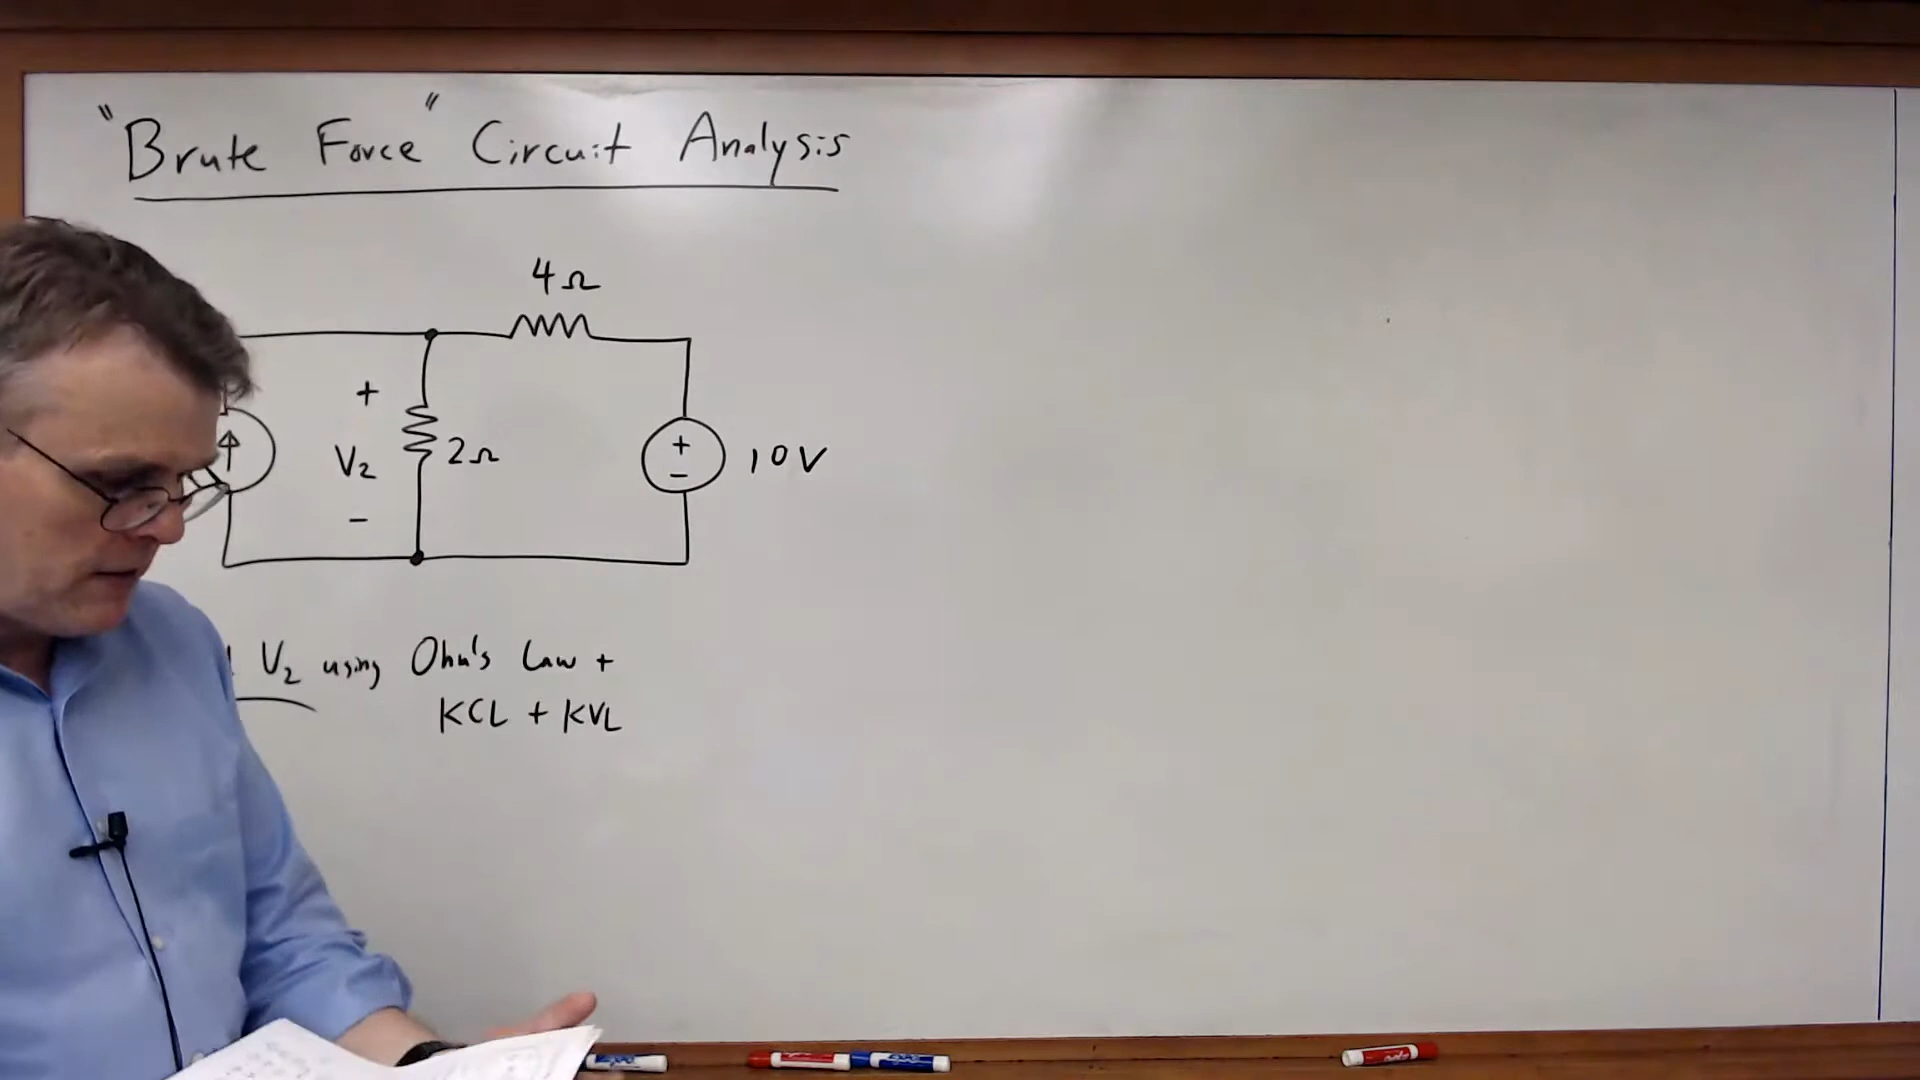 "Brute Force" Circuit Analysis
4Ω
+
V2
-
2Ω
+
-
10V
V2 using Ohm's Law +
KCL + KVL